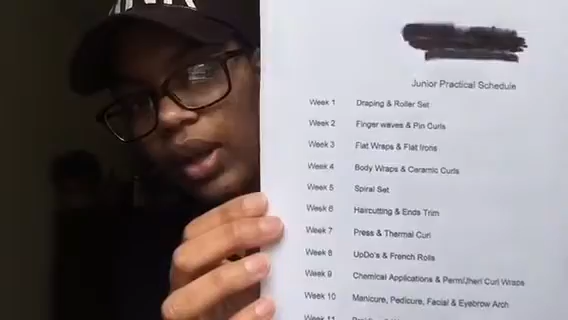 Junior Practical Schedule
Week 1 Draping & Roller Set
Week 2 Finger waves & Pin Curls
Week 3 Flat Wraps & Flat Irons
Week 4 Body Wraps & Ceramic Curls
Week 5 Spiral Set
Week 6 Haircutting & Ends Trim
Week 7 Press & Thermal Curl
Week 8 UpDo's & French Rolls
Week 9 Chemical Applications & Perm/Jheri Curl Wraps
Week 10 Manicure, Pedicure, Facial & Eyebrow Arch
Week 11